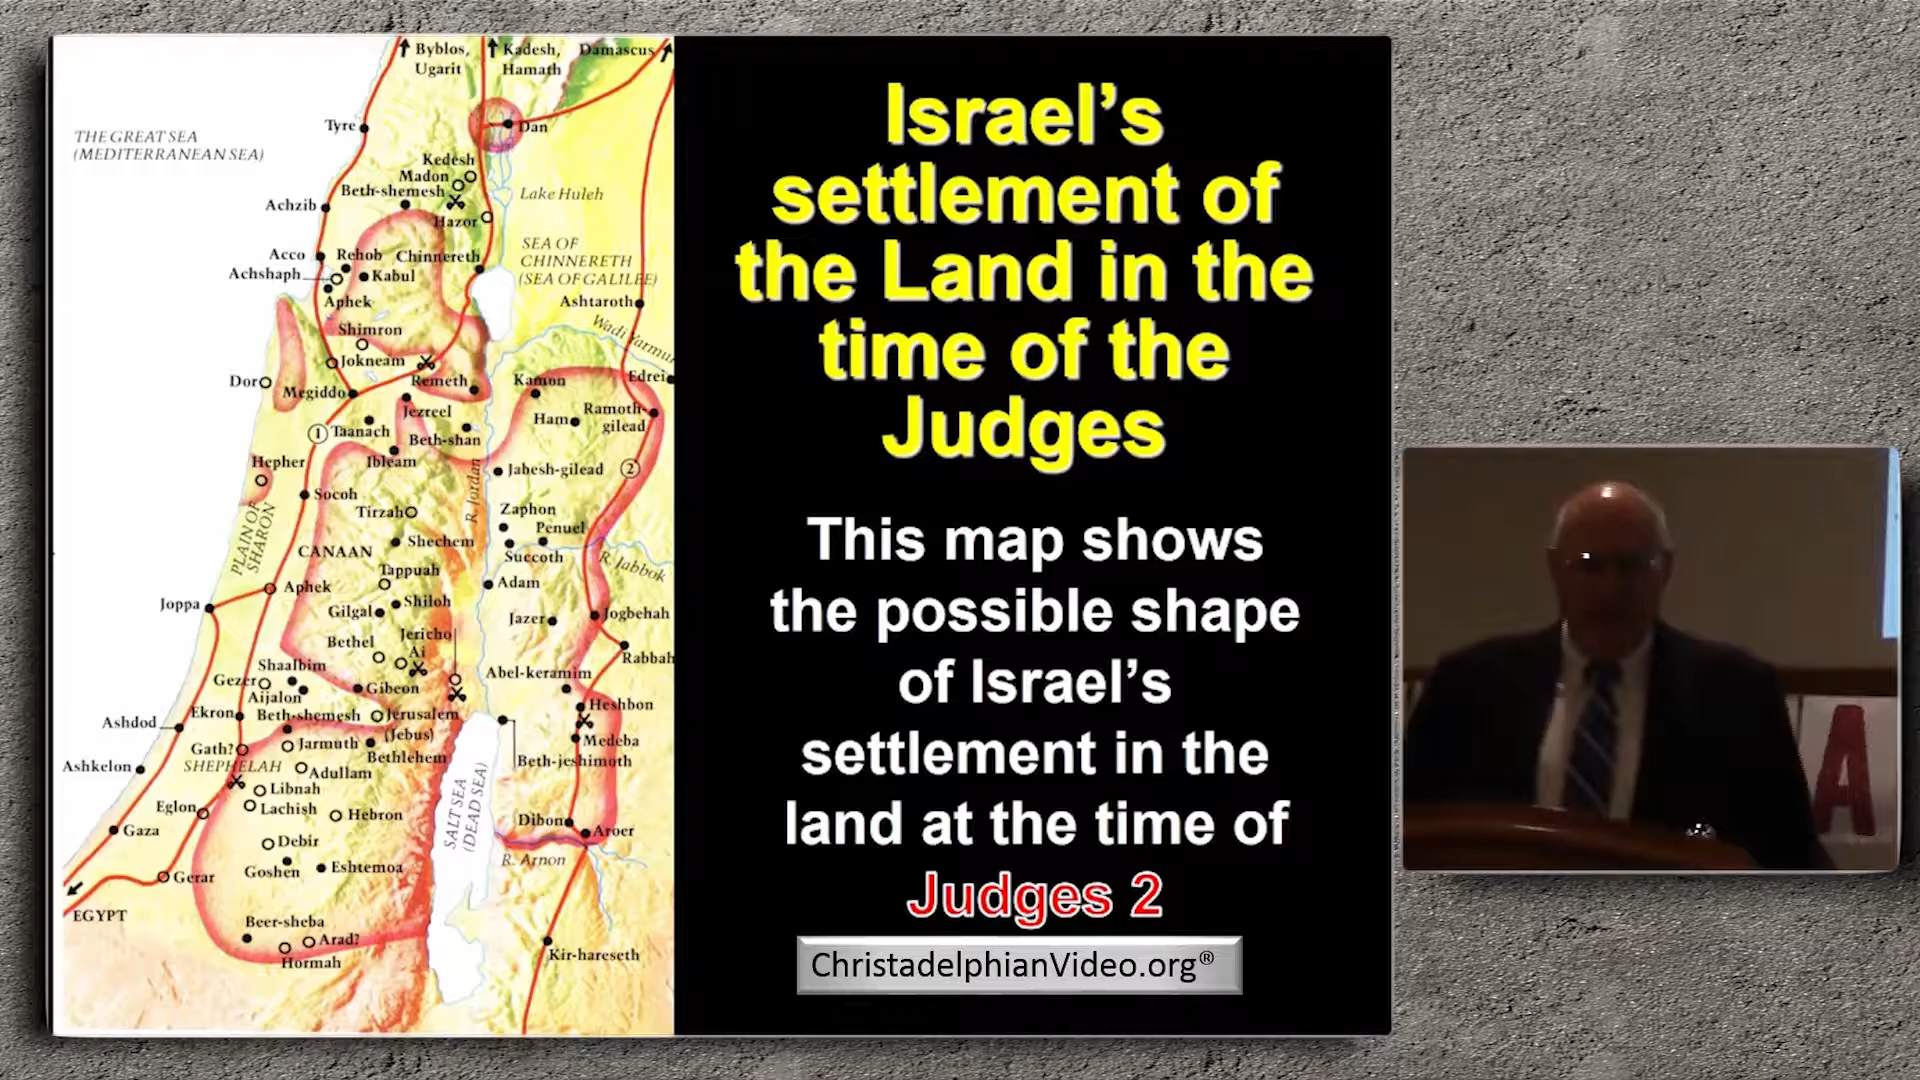 Byblos,
Ugarit
Kadesh,
Hamath
Damascus
THE GREAT SEA
(MEDITERRANEAN SEA)
Tyre
Dan
Kedesh
Madon
Beth-shemesh
Lake Huleh
Achzib
Hazor
SEA OF
CHINNERETH
(SEA OF GALILEE)
Acco
Rehob
Chinnereth
Achshaph
Kabul
Aphek
Ashtaroth
Shimron
Wadi Yarmu
Jokneam
Dor
Megiddo
Remeth
Kamon
Edrei
Jezreel
Ham
Ramoth-
gilead
1
Taanach
Beth-shan
Hepher
Ibleam
Jabesh-gilead
2
Socoh
R. Jordan
Tirzah
Zaphon
Penuel
PLAIN OF
SHARON
CANAAN
Shechem
Succoth
R. Jabbok
Tappuah
Aphek
Adam
Joppa
Gilgal
Shiloh
Jazer
Jogbehah
Bethel
Jericho
Ai
Rabbah
Shaalbim
Gezer
Aijalon
Gibeon
Abel-keramim
Heshbon
Ashdod
Ekron
Beth-shemesh
Jerusalem
(Jebus)
Gath?
Jarmuth
Medeba
SHEPHELAH
Bethlehem
Beth-jeshimoth
Ashkelon
Adullam
Libnah
Eglon
Lachish
Hebron
SALT SEA
(DEAD SEA)
Gaza
Debir
Dibon
Aroer
Goshen
Eshtemoa
R. Arnon
Gerar
EGYPT
Beer-sheba
Arad?
Hormah
Kir-hareseth
Israel’s
settlement of
the Land in the
time of the
Judges
This map shows
the possible shape
of Israel’s
settlement in the
land at the time of
Judges 2
ChristadelphianVideo.org®
A